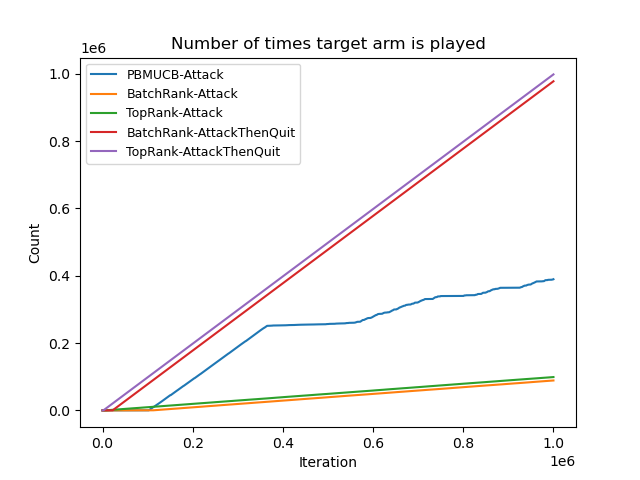 Number of times target arm is played
1e6
PBMUCB-Attack
BatchRank-Attack
TopRank-Attack
BatchRank-AttackThenQuit
TopRank-AttackThenQuit
1.0
0.8
0.6
0.4
0.2
0.0
Count
0.0 0.2 0.4 0.6 0.8 1.0
Iteration
1e6